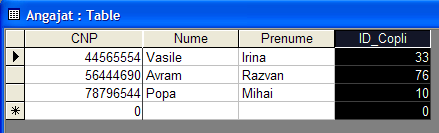 Angajat : Table
CNP Nume Prenume ID_Copli
44565554 Vasile Irina 33
56444690 Avram Razvan 76
78796544 Popa Mihai 10
0 0